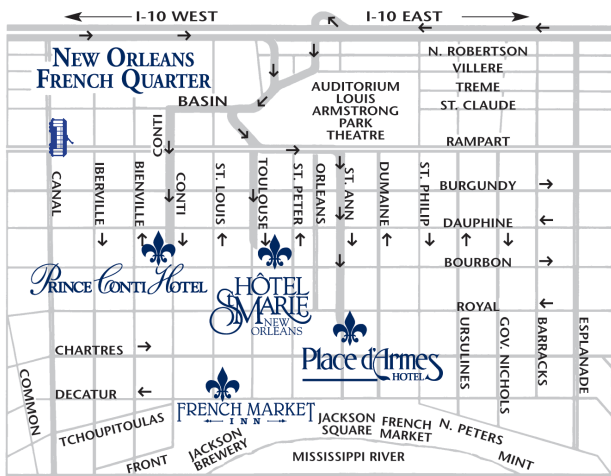 I-10 WEST
I-10 EAST
NEW ORLEANS
FRENCH QUARTER
N. ROBERTSON
VILLERE
TREME
ST. CLAUDE
BASIN
AUDITORIUM
LOUIS
ARMSTRONG
PARK
THEATRE
CONTI
RAMPART
CANAL
IBERVILLE
BIENVILLE
CONTI
ST. LOUIS
TOULOUSE
ST. PETER
ORLEANS
ST. ANN
DUMAINE
ST. PHILIP
BURGUNDY
DAUPHINE
BOURBON
ROYAL
PRINCE CONTI HOTEL
HÔTEL
ST MARIE
NEW
ORLEANS
Place d'Armes
HOTEL
URSULINES
GOV. NICHOLS
BARRACKS
ESPLANADE
CHARTRES
DECATUR
COMMON
FRENCH MARKET
INN
TCHOUPITOULAS
FRONT
JACKSON
BREWERY
JACKSON
SQUARE
FRENCH
MARKET
N. PETERS
MINT
MISSISSIPPI RIVER